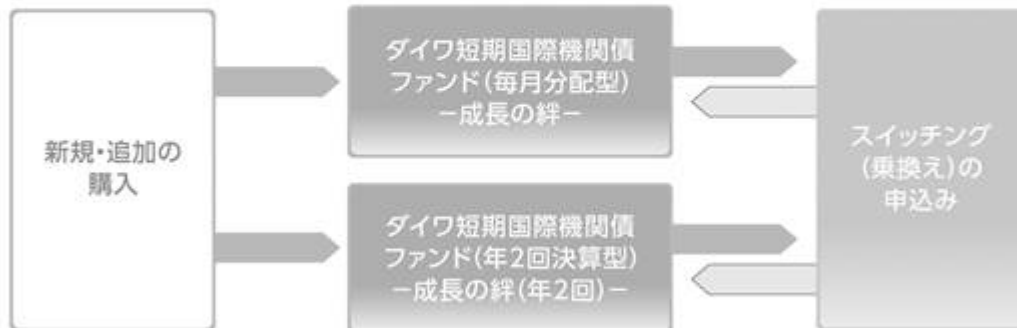 新規・追加の
購入
ダイワ短期国際機関債
ファンド(毎月分配型)
－成長の絆－
ダイワ短期国際機関債
ファンド(年2回決算型)
－成長の絆(年2回)－
スイッチング
(乗換え)の
申込み